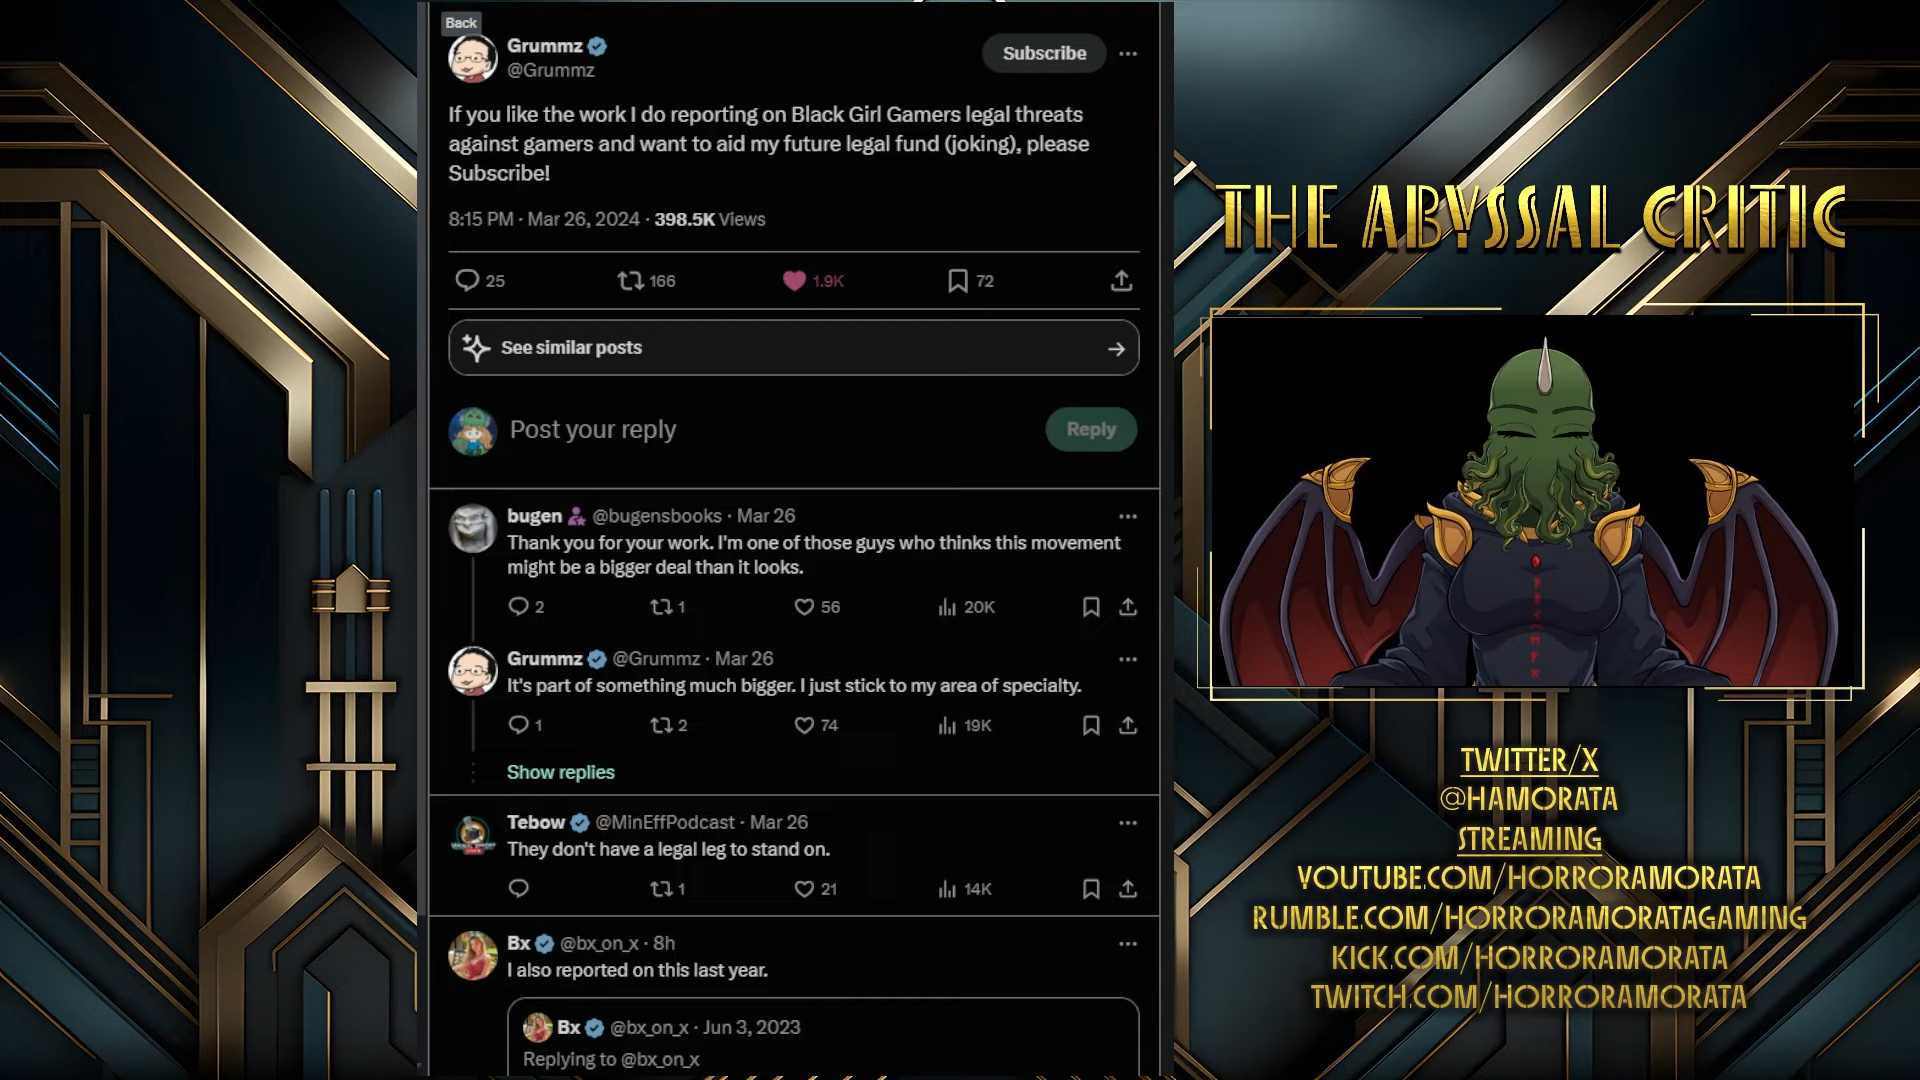 Back
Grummz
@Grummz
Subscribe
If you like the work I do reporting on Black Girl Gamers legal threats
against gamers and want to aid my future legal fund (joking), please
Subscribe!
8:15 PM · Mar 26, 2024 · 398.5K Views
25 166 1.9K 72
See similar posts
Post your reply
Reply
bugen @bugensbooks · Mar 26
Thank you for your work. I'm one of those guys who thinks this movement
might be a bigger deal than it looks.
2 1 56 20K
Grummz @Grummz · Mar 26
It's part of something much bigger. I just stick to my area of specialty.
1 2 74 19K
Show replies
Tebow @MinEffPodcast · Mar 26
They don't have a legal leg to stand on.
1 21 14K
Bx @bx_on_x · 8h
I also reported on this last year.
Bx @bx_on_x · Jun 3, 2023
Replying to @bx_on_x
THE ABYSSAL CRITIC
TWITTER/X
@HAMORATA
STREAMING
YOUTUBE.COM/HORRORAMORATA
RUMBLE.COM/HORRORAMORATAGAMING
KICK.COM/HORRORAMORATA
TWITCH.COM/HORRORAMORATA